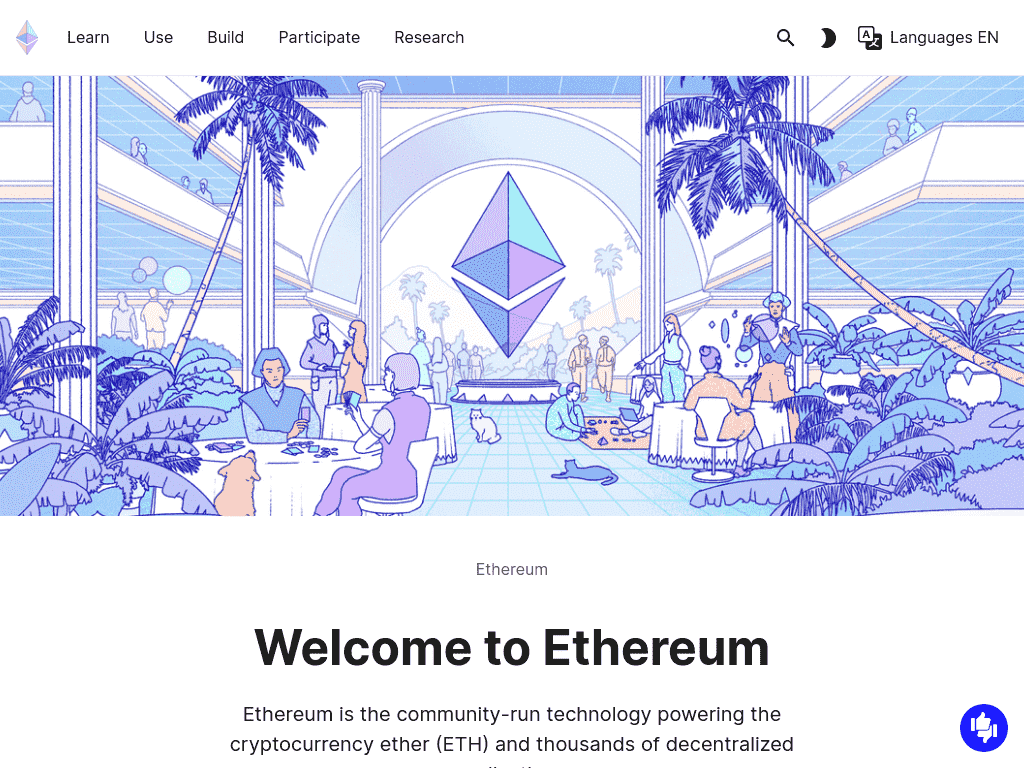 Learn Use Build Participate Research Languages EN
Ethereum
Welcome to Ethereum
Ethereum is the community-run technology powering the
cryptocurrency ether (ETH) and thousands of decentralized